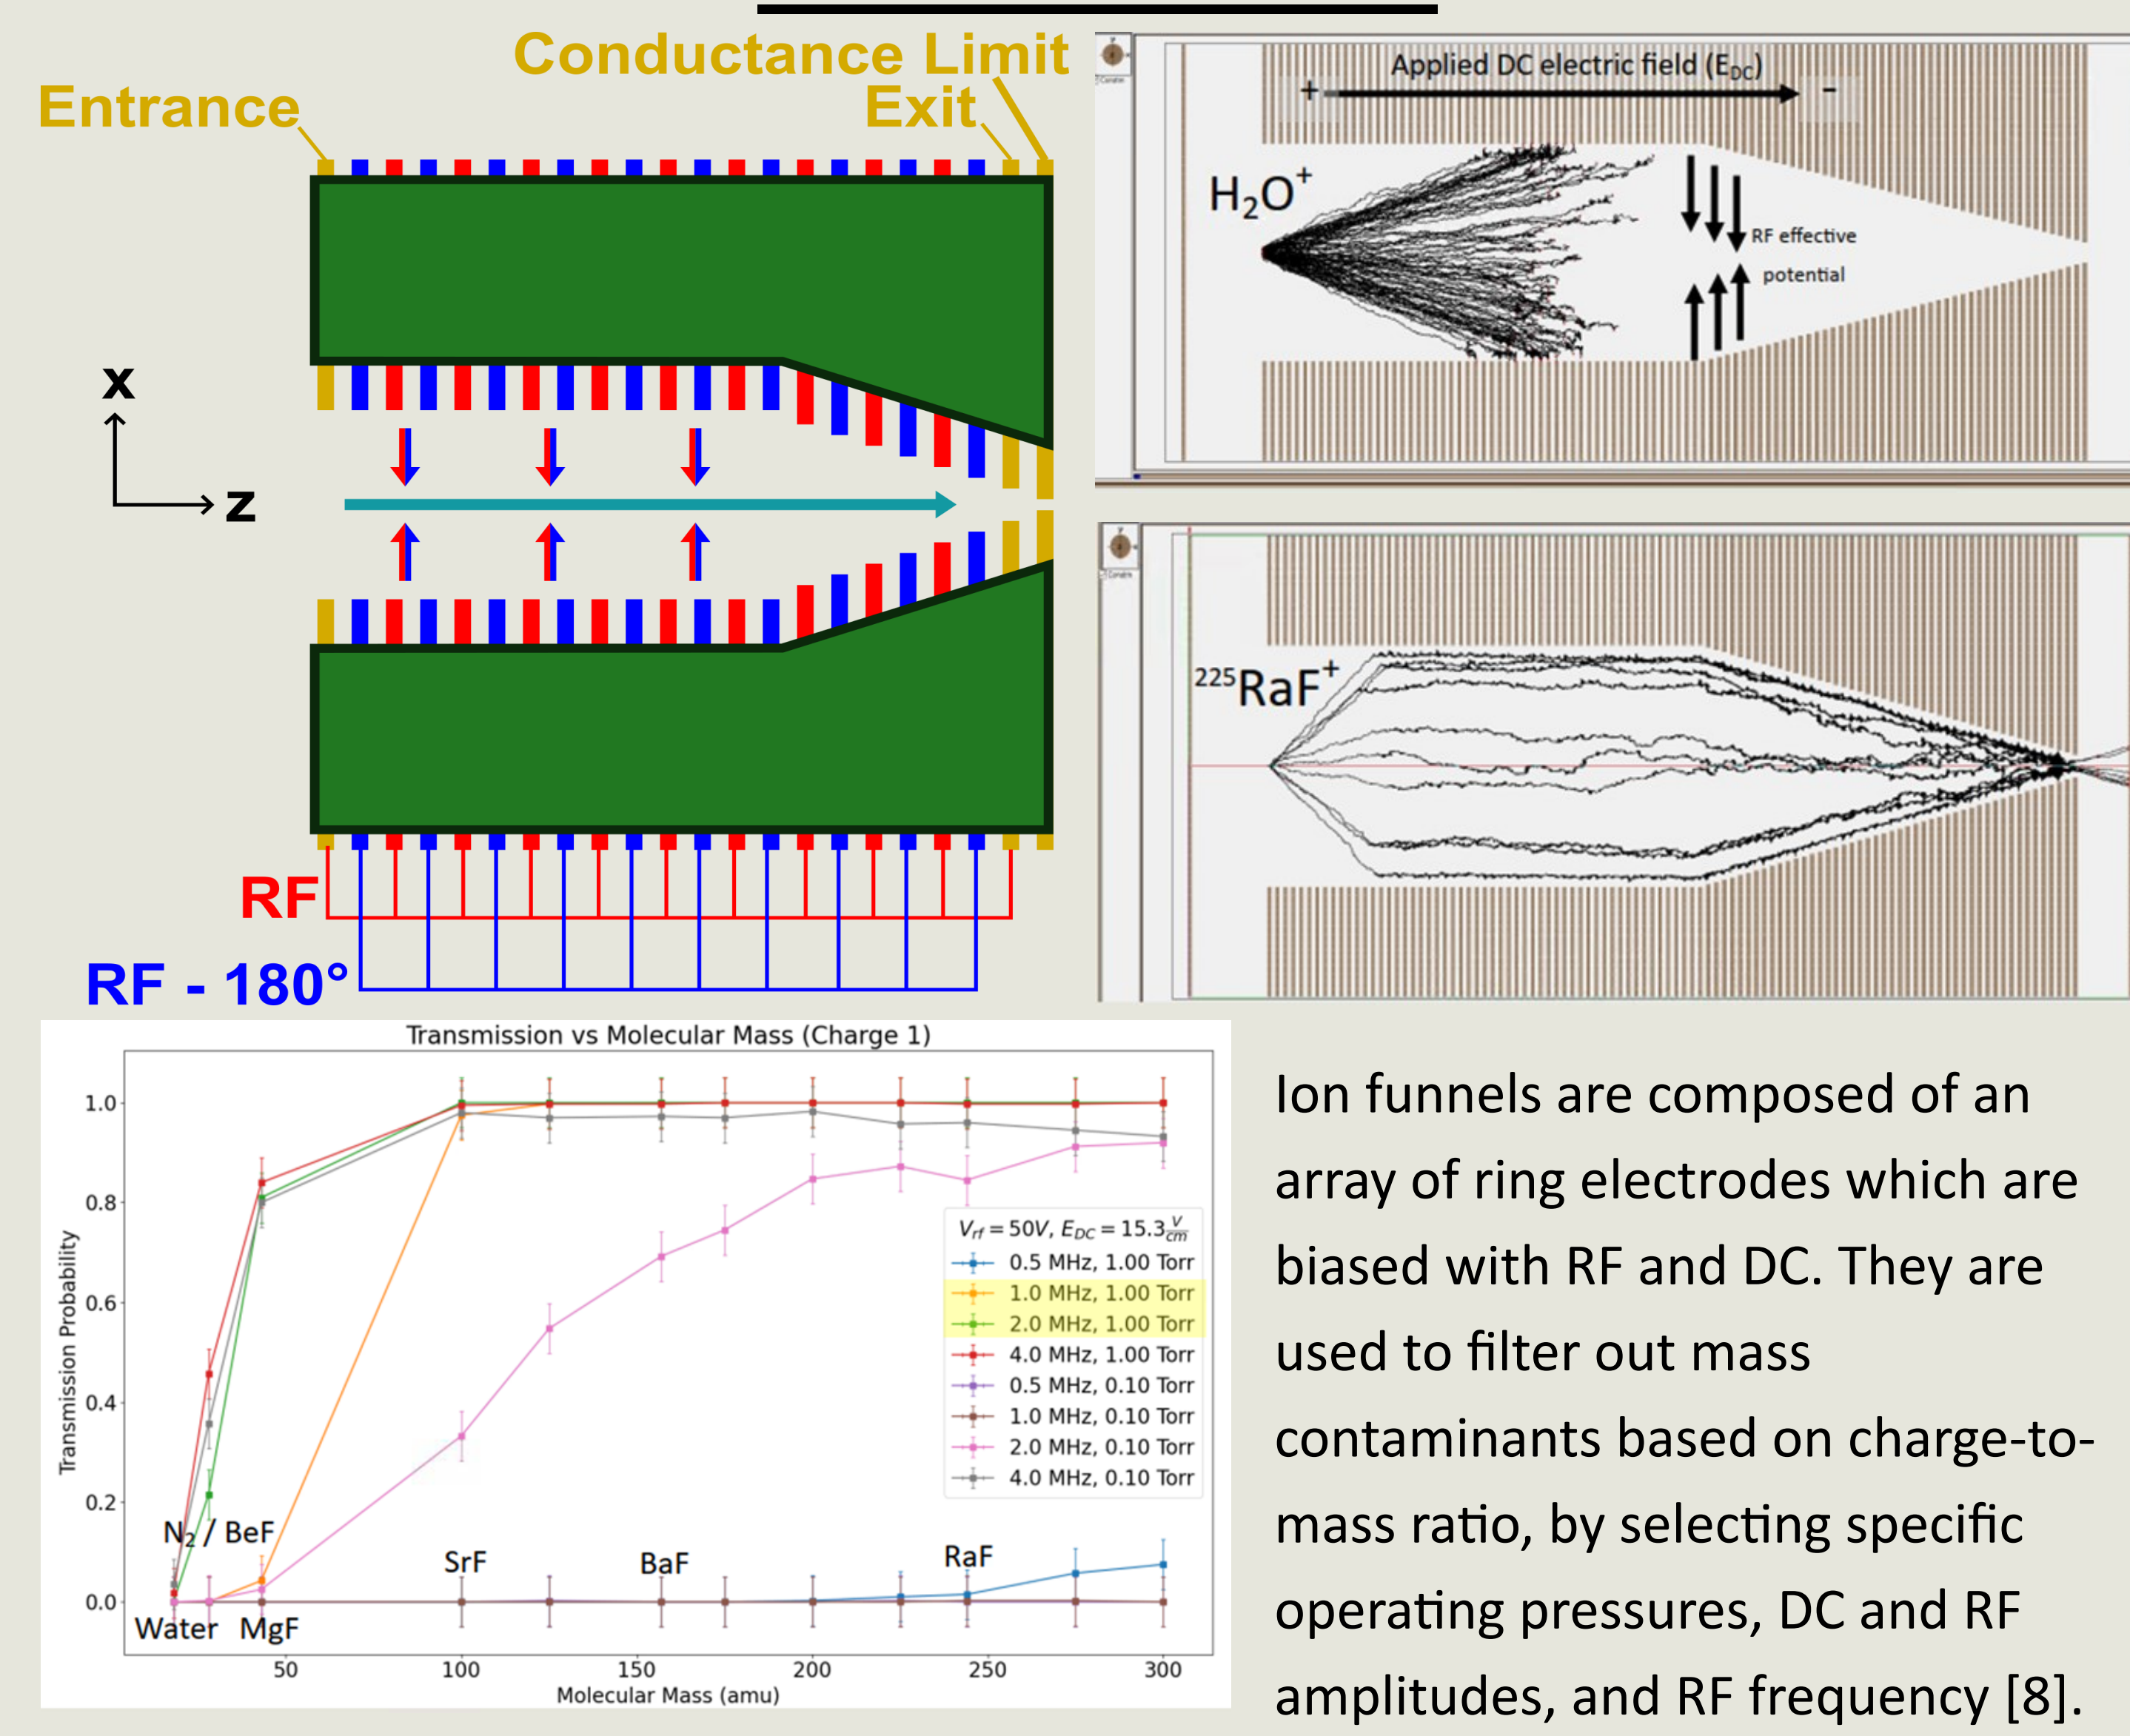 Conductance Limit
Entrance
Exit
x
z
RF
RF - 180°
Applied DC electric field (E_DC)
+ -
H₂O⁺
RF effective
potential
²²⁵RaF⁺
Transmission vs Molecular Mass (Charge 1)
Transmission Probability
1.0
0.8
0.6
0.4
0.2
0.0
V_rf = 50V, E_DC = 15.3 V/cm
0.5 MHz, 1.00 Torr
1.0 MHz, 1.00 Torr
2.0 MHz, 1.00 Torr
4.0 MHz, 1.00 Torr
0.5 MHz, 0.10 Torr
1.0 MHz, 0.10 Torr
2.0 MHz, 0.10 Torr
4.0 MHz, 0.10 Torr
N₂ / BeF
SrF
BaF
RaF
Water
MgF
50 100 150 200 250 300
Molecular Mass (amu)
Ion funnels are composed of an
array of ring electrodes which are
biased with RF and DC. They are
used to filter out mass
contaminants based on charge-to-
mass ratio, by selecting specific
operating pressures, DC and RF
amplitudes, and RF frequency [8].